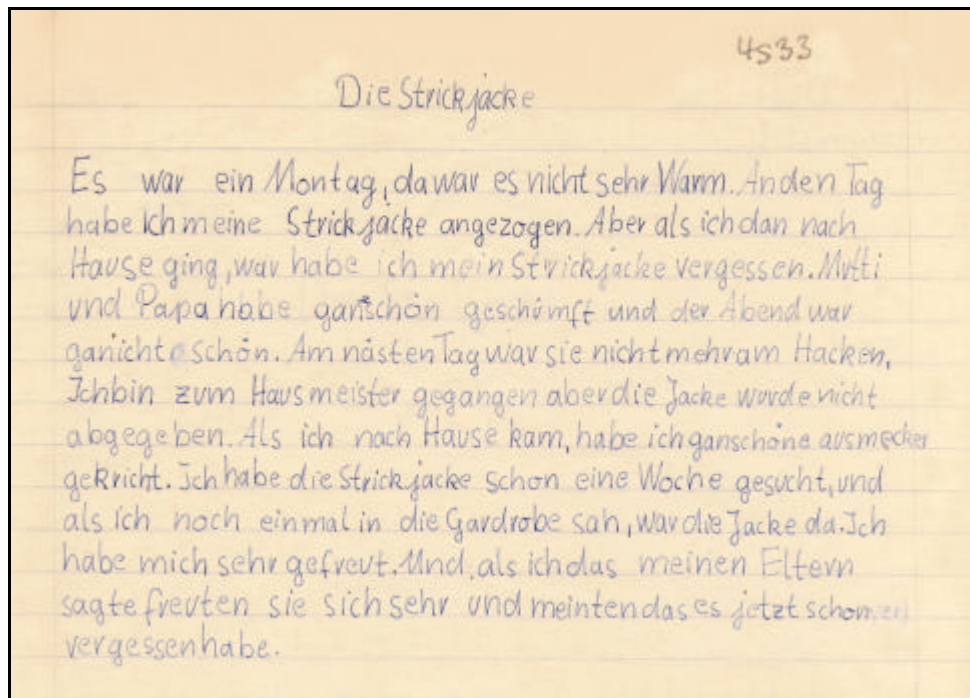 4s33
Die Strickjacke
Es war ein Montag, da war es nicht sehr Warm. An den Tag
habe Ich meine Strickjacke angezogen. Aber als ich dan nach
Hause ging, war habe ich mein Strickjacke vergessen. Mutti
und Papa habe ganschön geschümft und der Abend war
ganicht schön. Am nästen Tag war sie nicht mehr am Hacken,
Ich bin zum Hausmeister gegangen aber die Jacke wurde nicht
abgegeben. Als ich nach Hause kam, habe ich ganschöne ausmecker
gekricht. Ich habe die Strickjacke schon eine Woche gesucht, und
als ich noch einmal in die Gardrobe sah, war die Jacke da. Ich
habe mich sehr gefreut. Und, als ich das meinen Eltern
sagte freuten sie sich sehr und meinten das es jetzt schon
vergessen habe.